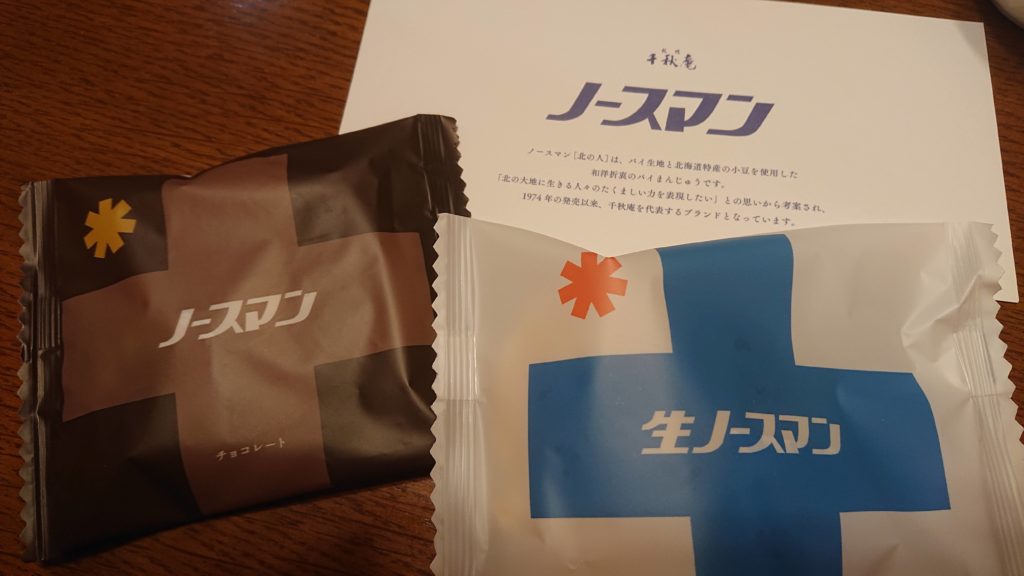 千秋庵
ノースマン
ノースマン[北の人]は、パイ生地と北海道特産の小豆を使用した
和洋折衷のパイまんじゅうです。
「北の大地に生きる人々のたくましい力を表現したい」との思いから考案され、
1974年の発売以来、千秋庵を代表するブランドとなっています。
ノースマン
チョコレート
生ノースマン